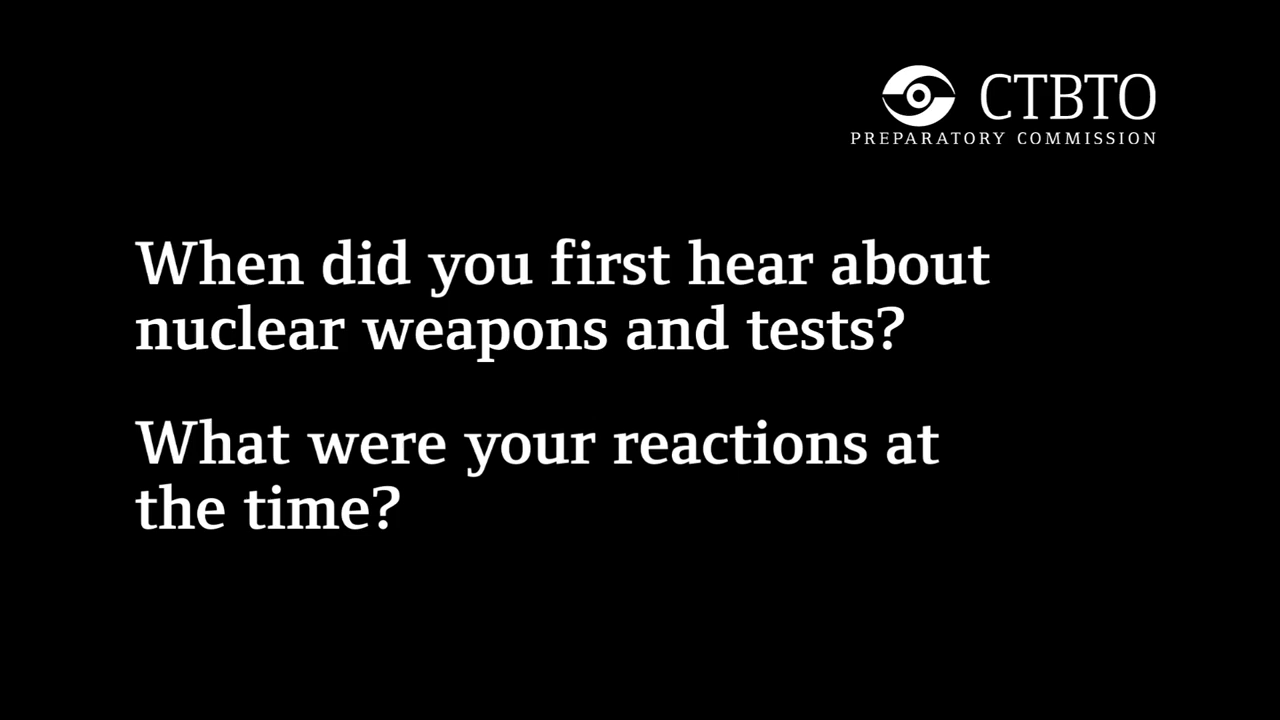 CTBTO
PREPARATORY COMMISSION
When did you first hear about
nuclear weapons and tests?
What were your reactions at
the time?